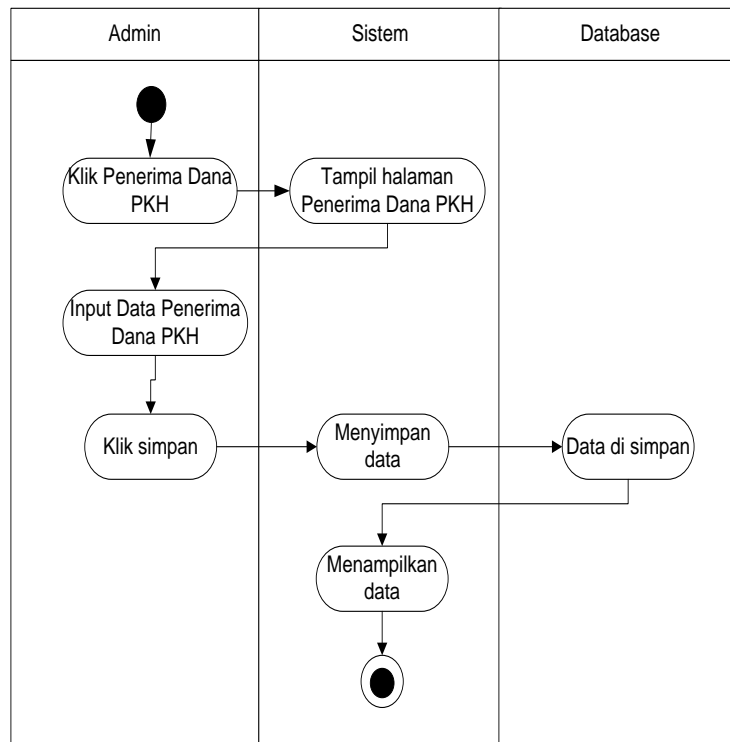 Admin
Sistem
Database
Klik Penerima Dana
PKH
Tampil halaman
Penerima Dana PKH
Input Data Penerima
Dana PKH
Klik simpan
Menyimpan
data
Data di simpan
Menampilkan
data